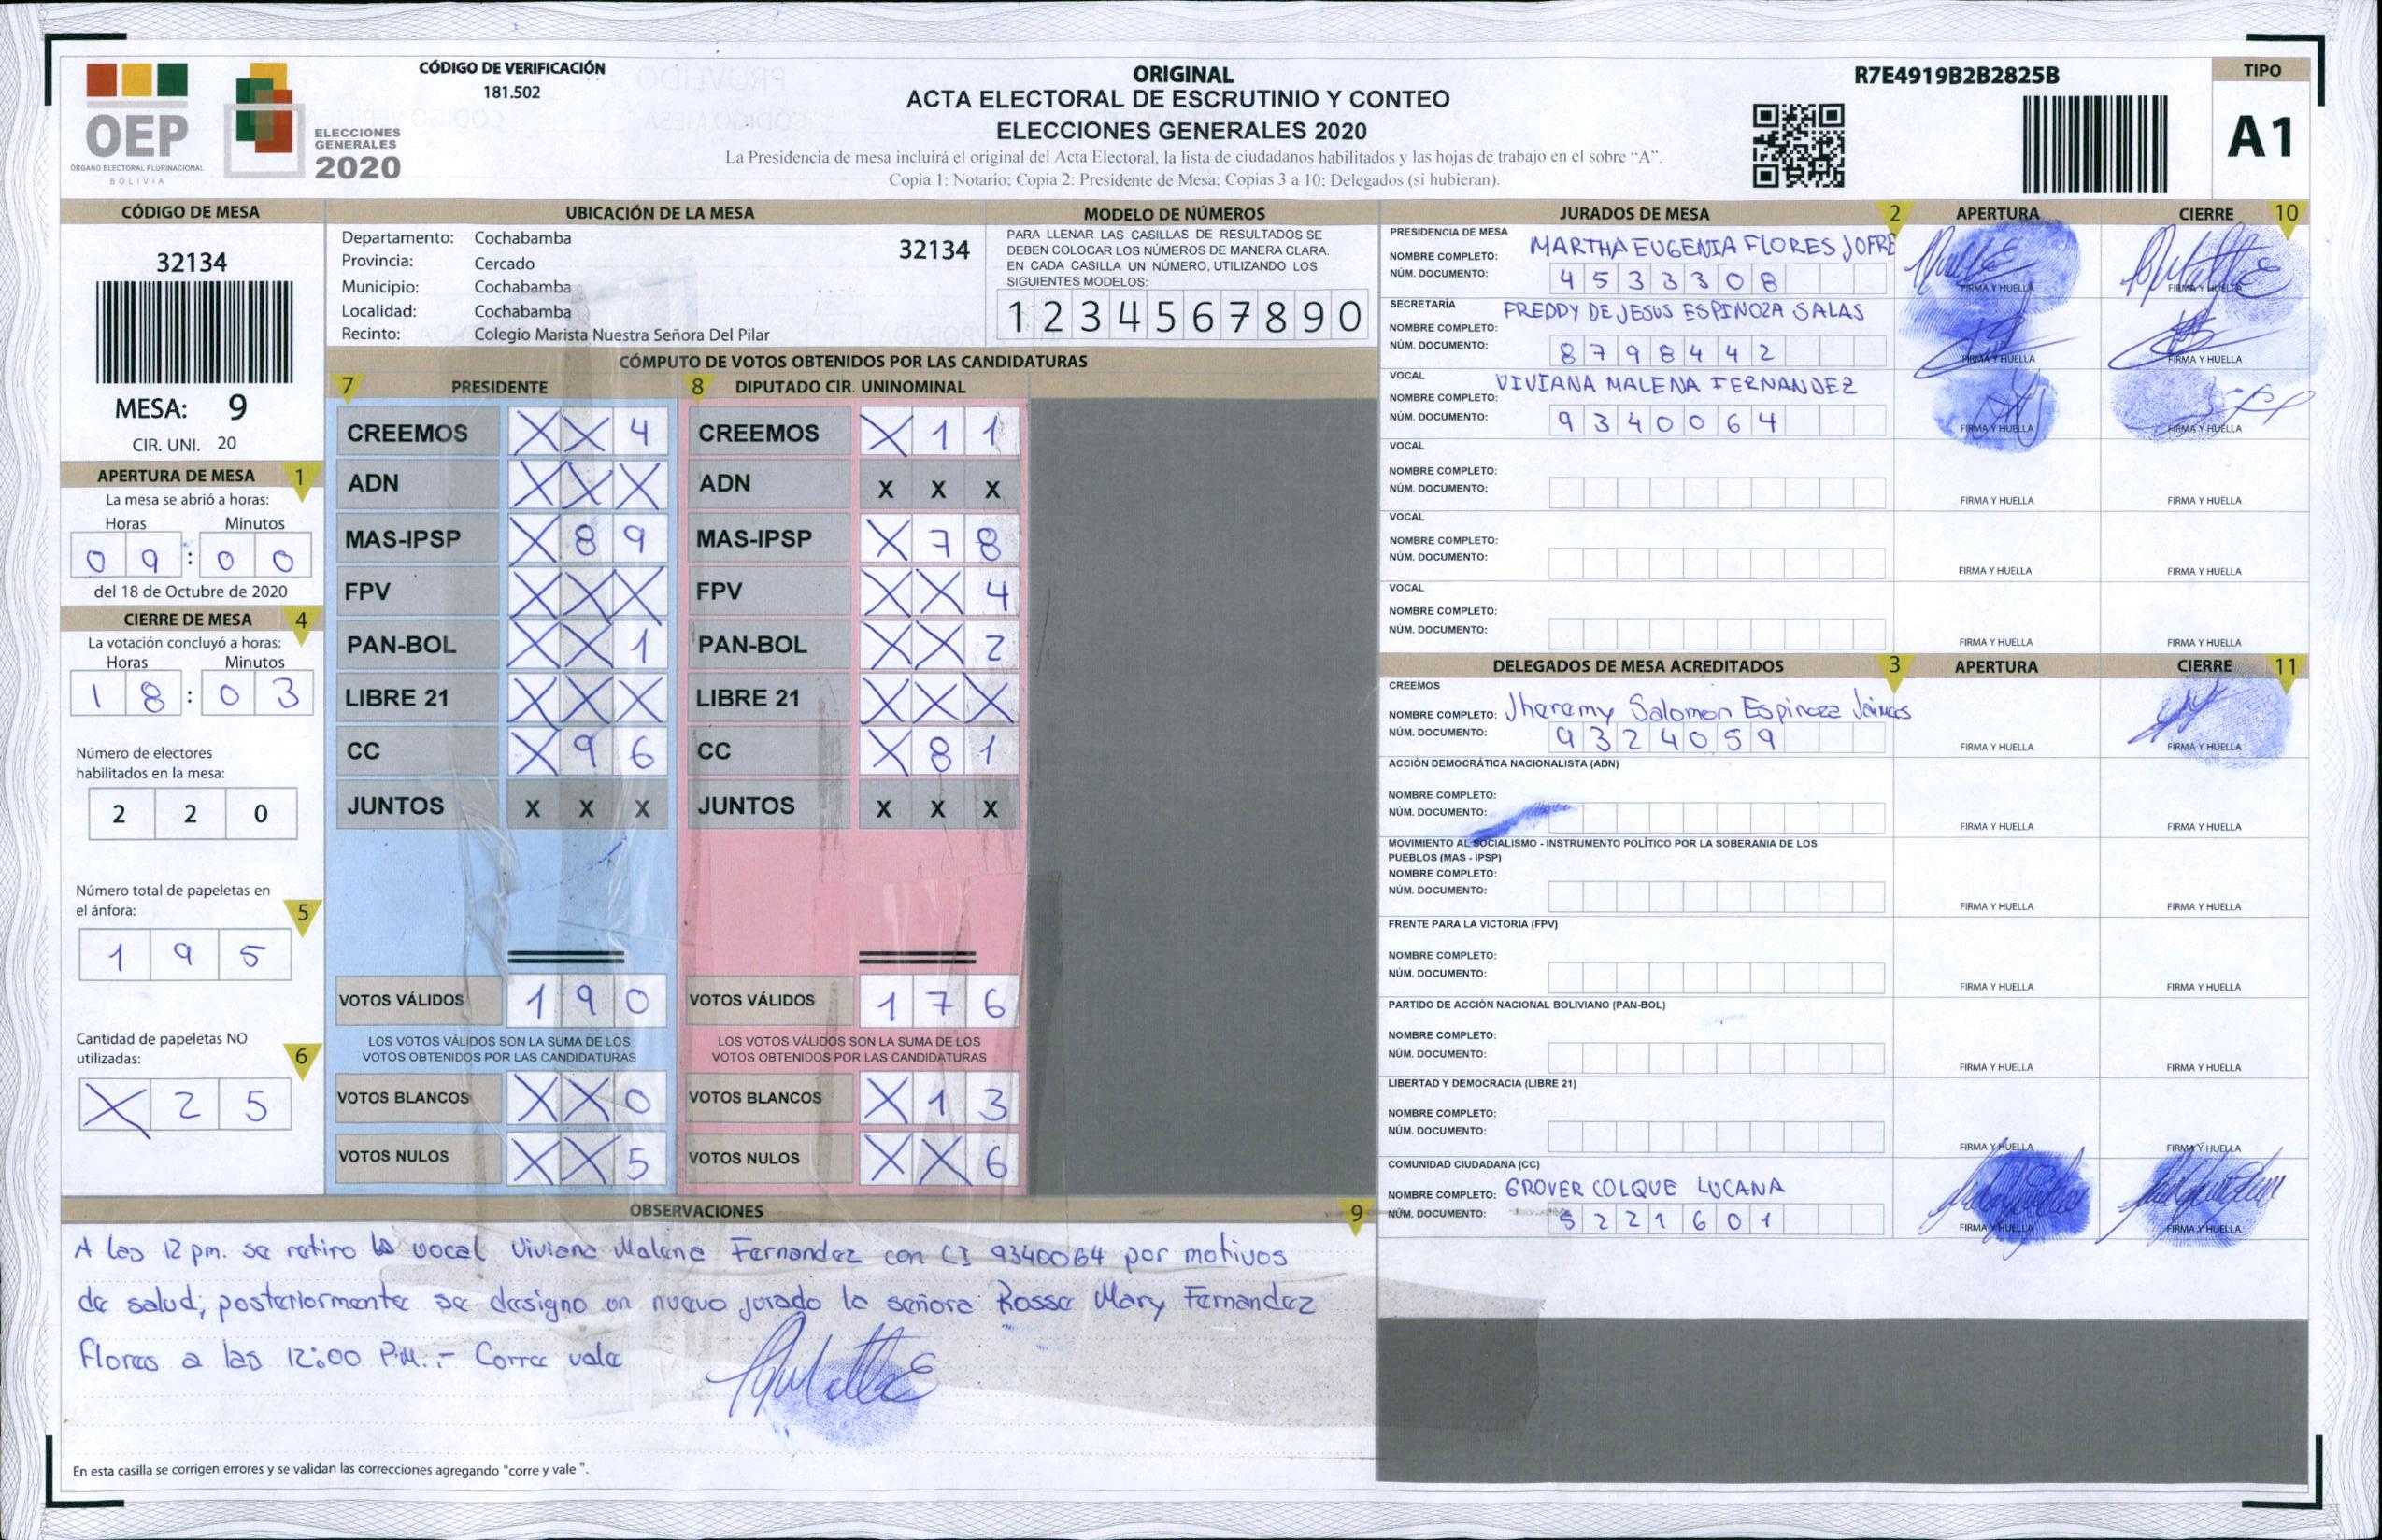 OEP
ÓRGANO ELECTORAL PLURINACIONAL
BOLIVIA
ELECCIONES
GENERALES
2020
CÓDIGO DE VERIFICACIÓN
181.502
ORIGINAL
ACTA ELECTORAL DE ESCRUTINIO Y CONTEO
ELECCIONES GENERALES 2020
La Presidencia de mesa incluirá el original del Acta Electoral, la lista de ciudadanos habilitados y las hojas de trabajo en el sobre “A”.
Copia 1: Notario; Copia 2: Presidente de Mesa; Copias 3 a 10: Delegados (si hubieran).
R7E4919B2B2825B
TIPO
A1
CÓDIGO DE MESA
32134
MESA: 9
CIR. UNI. 20
APERTURA DE MESA 1
La mesa se abrió a horas:
Horas Minutos
0 9 : 0 0
del 18 de Octubre de 2020
CIERRE DE MESA 4
La votación concluyó a horas:
Horas Minutos
1 8 : 0 3
Número de electores
habilitados en la mesa:
2 2 0
Número total de papeletas en
el ánfora: 5
1 9 5
Cantidad de papeletas NO
utilizadas: 6
X 2 5
UBICACIÓN DE LA MESA
Departamento: Cochabamba 32134
Provincia: Cercado
Municipio: Cochabamba
Localidad: Cochabamba
Recinto: Colegio Marista Nuestra Señora Del Pilar
MODELO DE NÚMEROS
PARA LLENAR LAS CASILLAS DE RESULTADOS SE
DEBEN COLOCAR LOS NÚMEROS DE MANERA CLARA.
EN CADA CASILLA UN NÚMERO, UTILIZANDO LOS
SIGUIENTES MODELOS:
1 2 3 4 5 6 7 8 9 0
CÓMPUTO DE VOTOS OBTENIDOS POR LAS CANDIDATURAS
7 PRESIDENTE 8 DIPUTADO CIR. UNINOMINAL
CREEMOS X X 4 CREEMOS X 1 1
ADN X X X ADN X X X
MAS-IPSP X 8 9 MAS-IPSP X 7 8
FPV X X X FPV X X 4
PAN-BOL X X 1 PAN-BOL X X 2
LIBRE 21 X X X LIBRE 21 X X X
CC X 9 6 CC X 8 1
JUNTOS X X X JUNTOS X X X
VOTOS VÁLIDOS 1 9 0 VOTOS VÁLIDOS 1 7 6
LOS VOTOS VÁLIDOS SON LA SUMA DE LOS LOS VOTOS VÁLIDOS SON LA SUMA DE LOS
VOTOS OBTENIDOS POR LAS CANDIDATURAS VOTOS OBTENIDOS POR LAS CANDIDATURAS
VOTOS BLANCOS X X 0 VOTOS BLANCOS X 1 3
VOTOS NULOS X X 5 VOTOS NULOS X X 6
OBSERVACIONES 9
A las 12 pm. se retiro la vocal Viviana Malena Fernandez con CI 9340064 por motivos
de salud; posteriormente se designo un nuevo jurado la señora Rosse Mary Fernandez
Flores a las 12:00 P.M. .- Corre vale
En esta casilla se corrigen errores y se validan las correcciones agregando "corre y vale ".
JURADOS DE MESA 2 APERTURA CIERRE 10
PRESIDENCIA DE MESA
NOMBRE COMPLETO: MARTHA EUGENIA FLORES JOFRE
NÚM. DOCUMENTO: 4 5 3 3 3 0 8
FIRMA Y HUELLA FIRMA Y HUELLA
SECRETARÍA
NOMBRE COMPLETO: FREDDY DE JESUS ESPINOZA SALAS
NÚM. DOCUMENTO: 8 7 9 8 4 4 2
FIRMA Y HUELLA FIRMA Y HUELLA
VOCAL
NOMBRE COMPLETO: VIVIANA MALENA FERNANDEZ
NÚM. DOCUMENTO: 9 3 4 0 0 6 4
FIRMA Y HUELLA FIRMA Y HUELLA
VOCAL
NOMBRE COMPLETO:
NÚM. DOCUMENTO:
FIRMA Y HUELLA FIRMA Y HUELLA
VOCAL
NOMBRE COMPLETO:
NÚM. DOCUMENTO:
FIRMA Y HUELLA FIRMA Y HUELLA
VOCAL
NOMBRE COMPLETO:
NÚM. DOCUMENTO:
FIRMA Y HUELLA FIRMA Y HUELLA
DELEGADOS DE MESA ACREDITADOS 3 APERTURA CIERRE 11
CREEMOS
NOMBRE COMPLETO: Jheremy Salomon Espinoza Jaimes
NÚM. DOCUMENTO: 9 3 2 4 0 5 9
FIRMA Y HUELLA FIRMA Y HUELLA
ACCIÓN DEMOCRÁTICA NACIONALISTA (ADN)
NOMBRE COMPLETO:
NÚM. DOCUMENTO:
FIRMA Y HUELLA FIRMA Y HUELLA
MOVIMIENTO AL SOCIALISMO - INSTRUMENTO POLÍTICO POR LA SOBERANIA DE LOS
PUEBLOS (MAS - IPSP)
NOMBRE COMPLETO:
NÚM. DOCUMENTO:
FIRMA Y HUELLA FIRMA Y HUELLA
FRENTE PARA LA VICTORIA (FPV)
NOMBRE COMPLETO:
NÚM. DOCUMENTO:
FIRMA Y HUELLA FIRMA Y HUELLA
PARTIDO DE ACCIÓN NACIONAL BOLIVIANO (PAN-BOL)
NOMBRE COMPLETO:
NÚM. DOCUMENTO:
FIRMA Y HUELLA FIRMA Y HUELLA
LIBERTAD Y DEMOCRACIA (LIBRE 21)
NOMBRE COMPLETO:
NÚM. DOCUMENTO:
FIRMA Y HUELLA FIRMA Y HUELLA
COMUNIDAD CIUDADANA (CC)
NOMBRE COMPLETO: GROVER COLQUE LUCANA
NÚM. DOCUMENTO: 5 2 2 1 6 0 1
FIRMA Y HUELLA FIRMA Y HUELLA